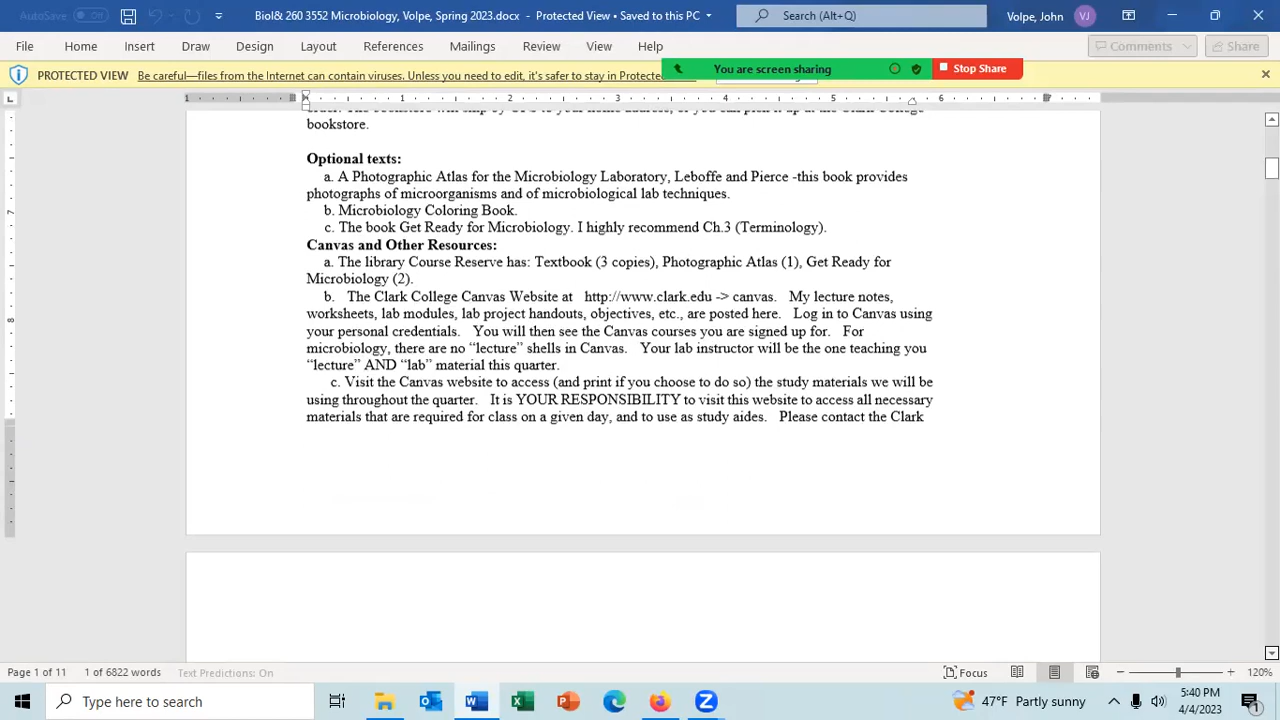 AutoSave
Off
Biol& 260 3552 Microbiology, Volpe, Spring 2023.docx - Protected View • Saved to this PC
Search (Alt+Q)
Volpe, John
VJ
File Home Insert Draw Design Layout References Mailings Review View Help
Comments
Share
PROTECTED VIEW Be careful—files from the Internet can contain viruses. Unless you need to edit, it's safer to stay in Protected
You are screen sharing
Stop Share
1 1 2 3 4 5 6 7
bookstore.
Optional texts:
a. A Photographic Atlas for the Microbiology Laboratory, Leboffe and Pierce -this book provides
photographs of microorganisms and of microbiological lab techniques.
b. Microbiology Coloring Book.
c. The book Get Ready for Microbiology. I highly recommend Ch.3 (Terminology).
Canvas and Other Resources:
a. The library Course Reserve has: Textbook (3 copies), Photographic Atlas (1), Get Ready for
Microbiology (2).
b. The Clark College Canvas Website at http://www.clark.edu -> canvas. My lecture notes,
worksheets, lab modules, lab project handouts, objectives, etc., are posted here. Log in to Canvas using
your personal credentials. You will then see the Canvas courses you are signed up for. For
microbiology, there are no “lecture” shells in Canvas. Your lab instructor will be the one teaching you
“lecture” AND “lab” material this quarter.
c. Visit the Canvas website to access (and print if you choose to do so) the study materials we will be
using throughout the quarter. It is YOUR RESPONSIBILITY to visit this website to access all necessary
materials that are required for class on a given day, and to use as study aides. Please contact the Clark
7
8
Page 1 of 11 1 of 6822 words Text Predictions: On
Focus
120%
Type here to search
47°F Partly sunny
5:40 PM
4/4/2023
1